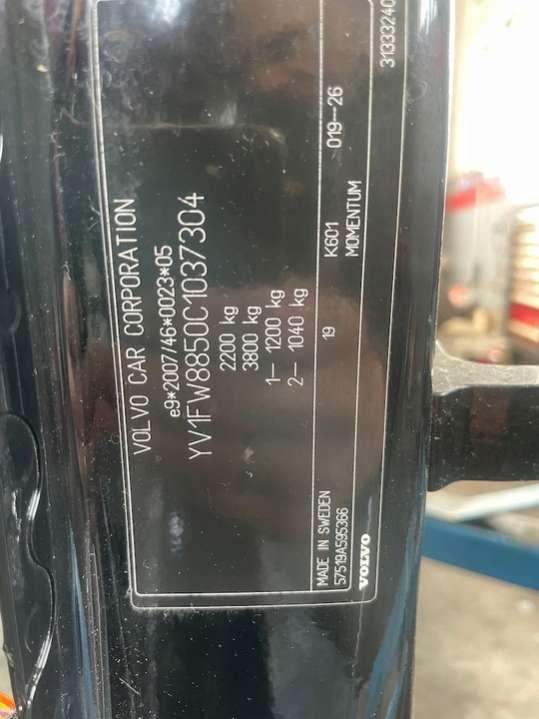 VOLVO CAR CORPORATION
e9*2007/46*0023*05
YV1FW8850C1037304
2200 kg
3800 kg
1— 1200 kg
2— 1040 kg
19 K601 019—26
MOMENTUM
MADE IN SWEDEN
57519A595366
VOLVO
31333240